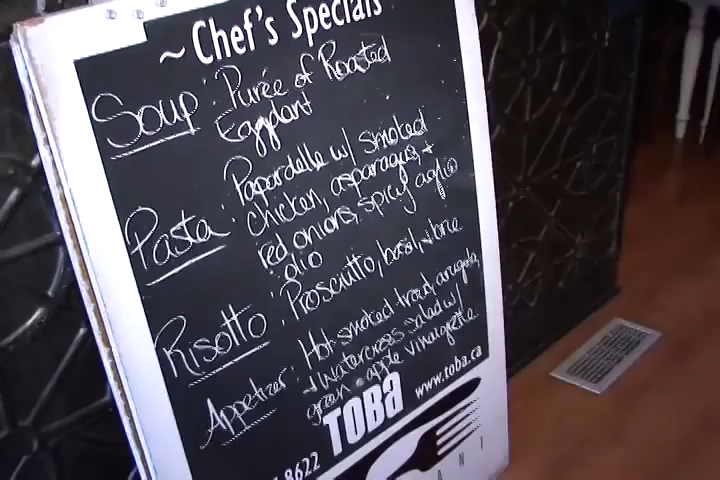 ~ Chef's Specials
Soup: Purée of Roasted
Eggplant
Pasta: Papardelle w/ smoked
chicken, asparagus, +
red onions, spicy aglio
olio
Risotto: Prosciutto, basil, + brie
Appetizer: Hot smoked trout, arugula,
+ watercress salad w/
green apple vinaigrette
TOBa
www.toba.ca
8622
ANT